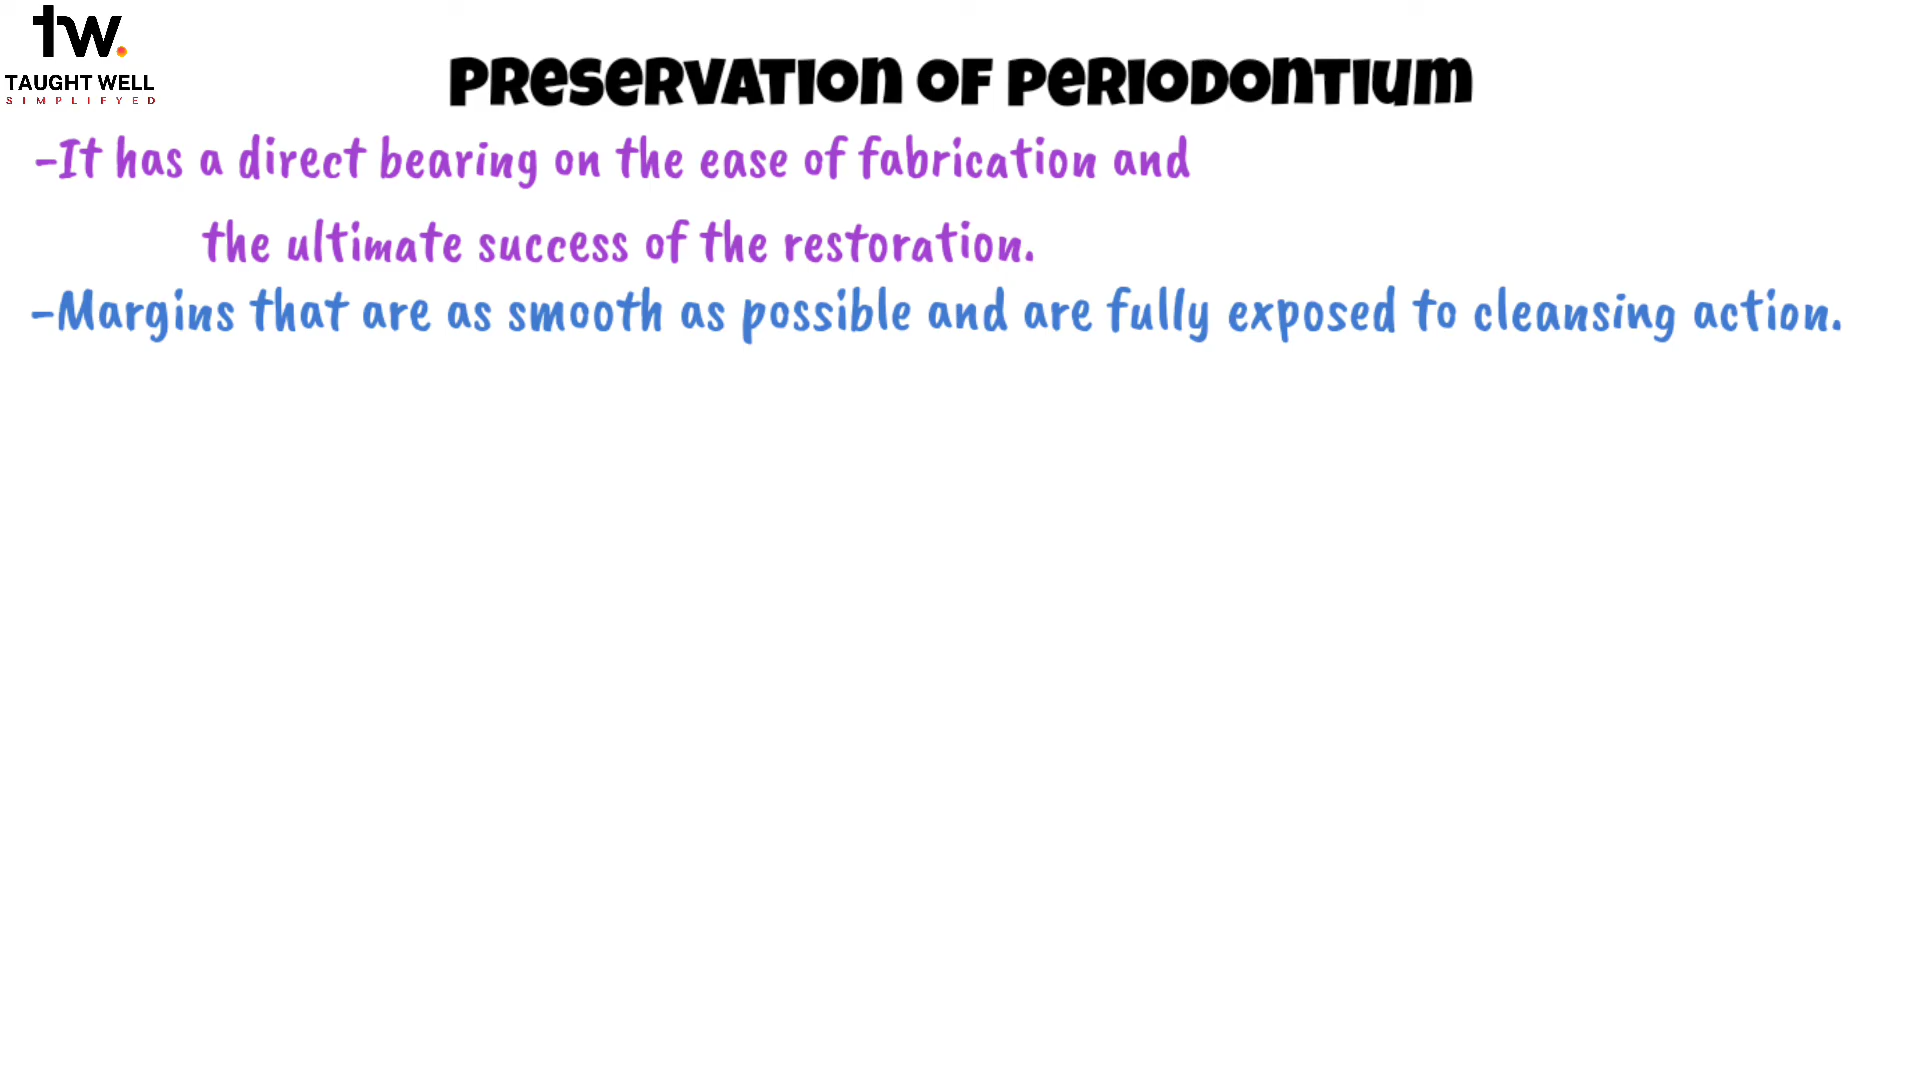 tw.
TAUGHT WELL
SIMPLIFYED
PRESERVATION OF PERIODONTIUM
-It has a direct bearing on the ease of fabrication and
the ultimate success of the restoration.
-Margins that are as smooth as possible and are fully exposed to cleansing action.